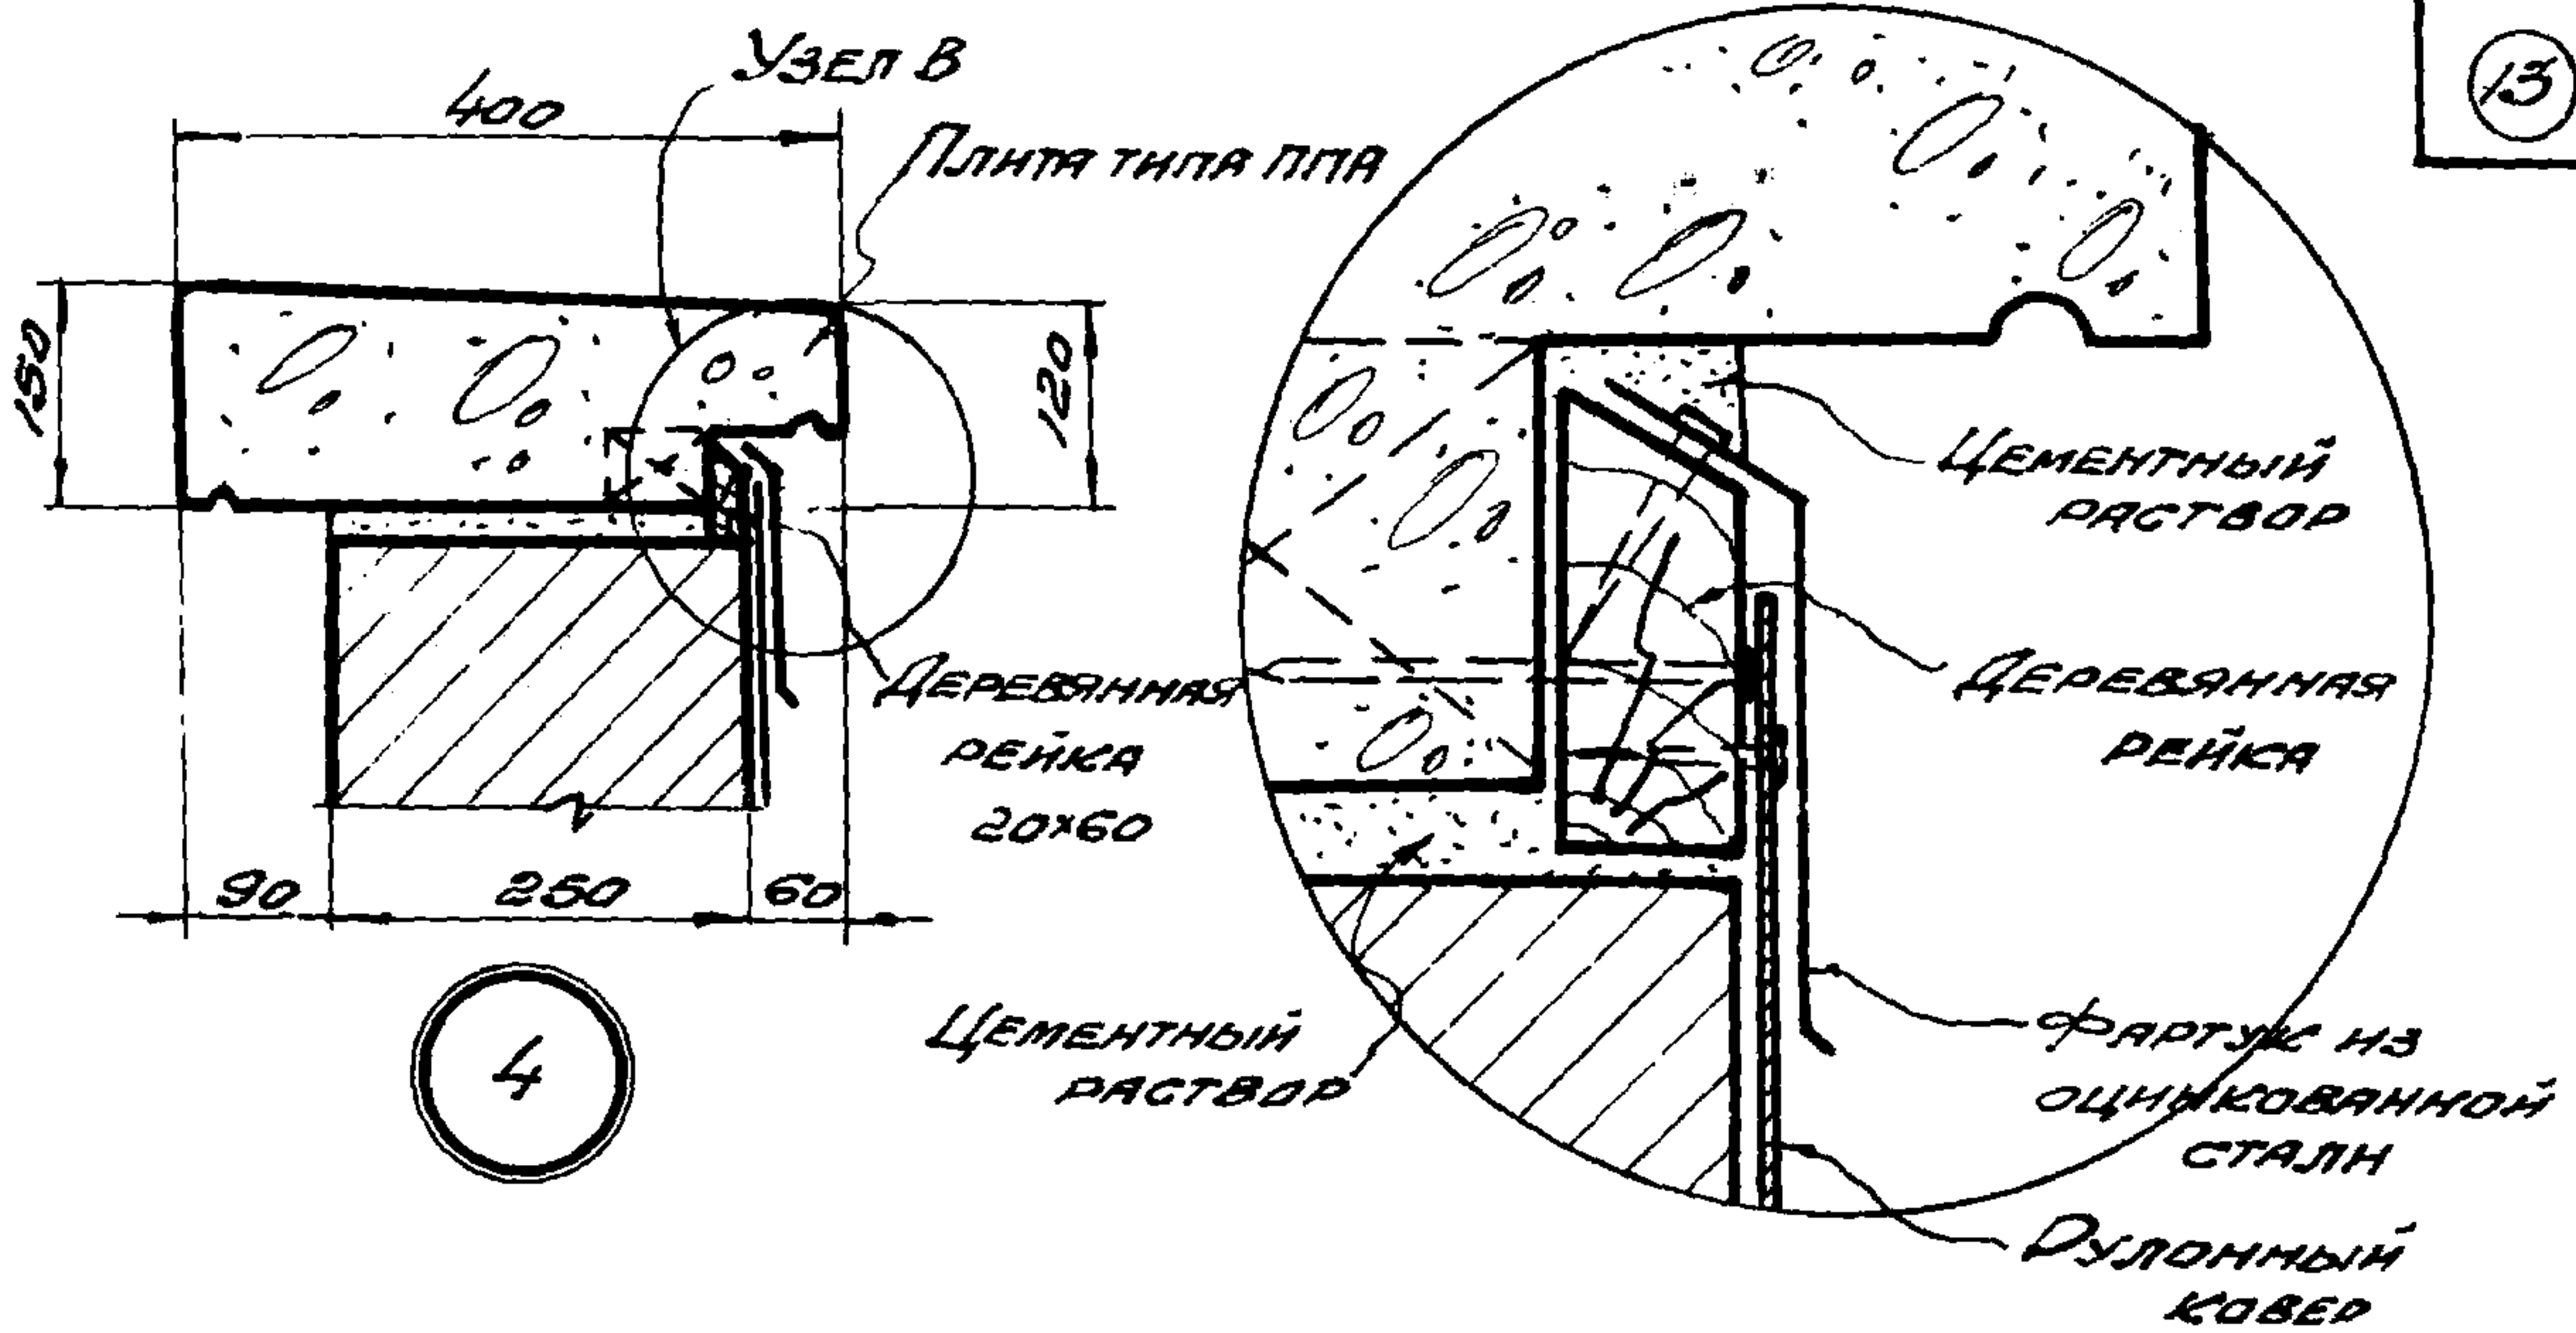 13
Узел В
400
Плита типа ППА
150
120
Деревянная
рейка
20×60
90
250
60
4
Цементный
раствор
Цементный
раствор
Деревянная
рейка
Фартук из
оцинкованной
стали
Рулонный
ковер